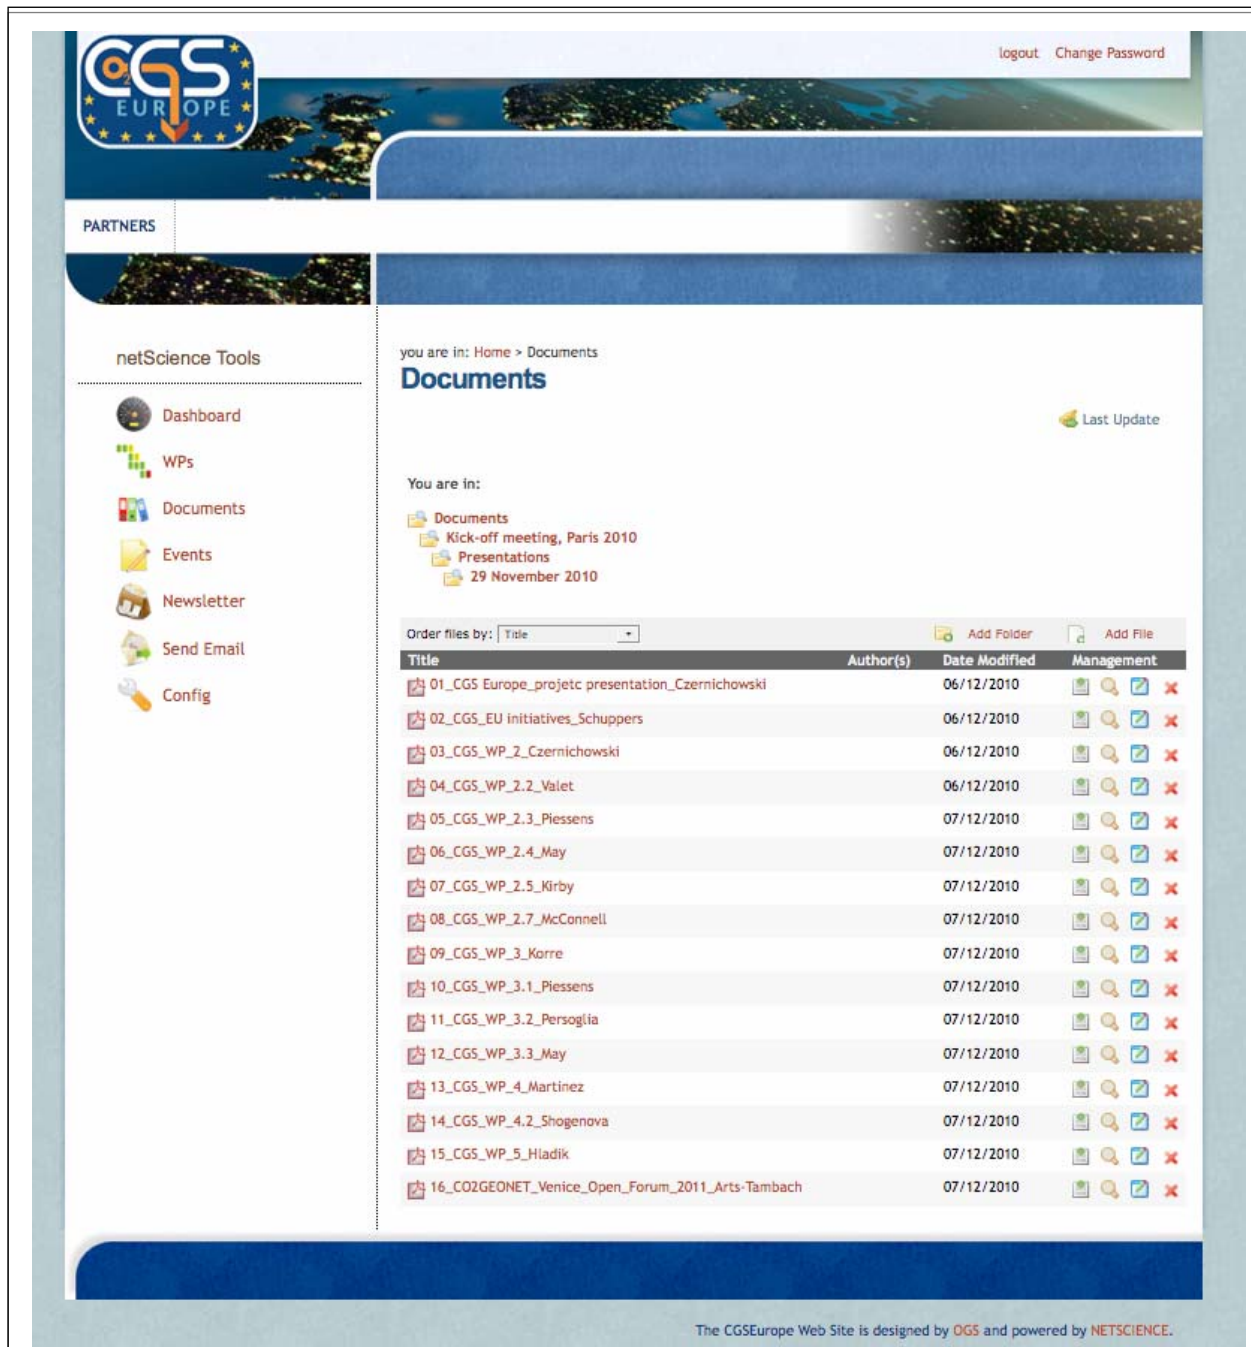 CO2GS
EUROPE
logout Change Password
PARTNERS
netScience Tools
Dashboard
WPs
Documents
Events
Newsletter
Send Email
Config
you are in: Home > Documents
Documents
Last Update
You are in:
Documents
Kick-off meeting, Paris 2010
Presentations
29 November 2010
Order files by: Title Add Folder Add File
Title Author(s) Date Modified Management
01_CGS Europe_projetc presentation_Czernichowski 06/12/2010
02_CGS_EU initiatives_Schuppers 06/12/2010
03_CGS_WP_2_Czernichowski 06/12/2010
04_CGS_WP_2.2_Valet 06/12/2010
05_CGS_WP_2.3_Piessens 07/12/2010
06_CGS_WP_2.4_May 07/12/2010
07_CGS_WP_2.5_Kirby 07/12/2010
08_CGS_WP_2.7_McConnell 07/12/2010
09_CGS_WP_3_Korre 07/12/2010
10_CGS_WP_3.1_Piessens 07/12/2010
11_CGS_WP_3.2_Persoglia 07/12/2010
12_CGS_WP_3.3_May 07/12/2010
13_CGS_WP_4_Martinez 07/12/2010
14_CGS_WP_4.2_Shogenova 07/12/2010
15_CGS_WP_5_Hladik 07/12/2010
16_CO2GEONET_Venice_Open_Forum_2011_Arts-Tambach 07/12/2010
The CGSEurope Web Site is designed by OGS and powered by NETSCIENCE.